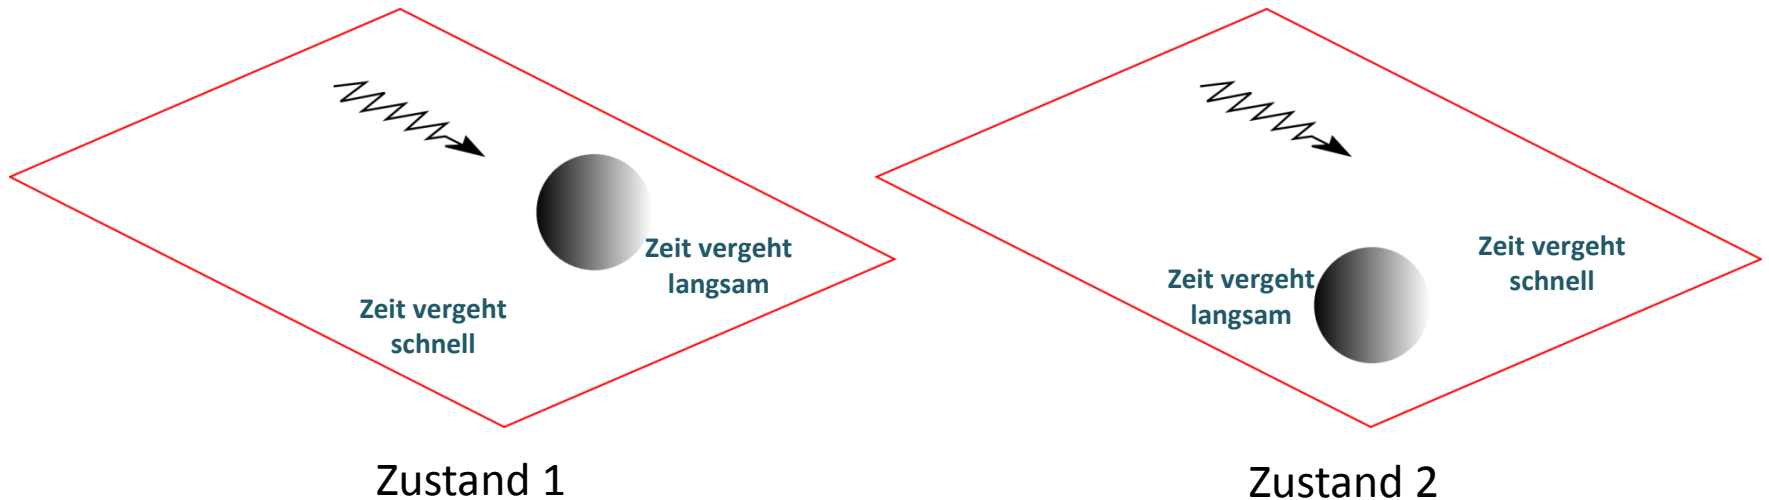 Zeit vergeht
langsam
Zeit vergeht
schnell
Zustand 1
Zeit vergeht
schnell
Zeit vergeht
langsam
Zustand 2